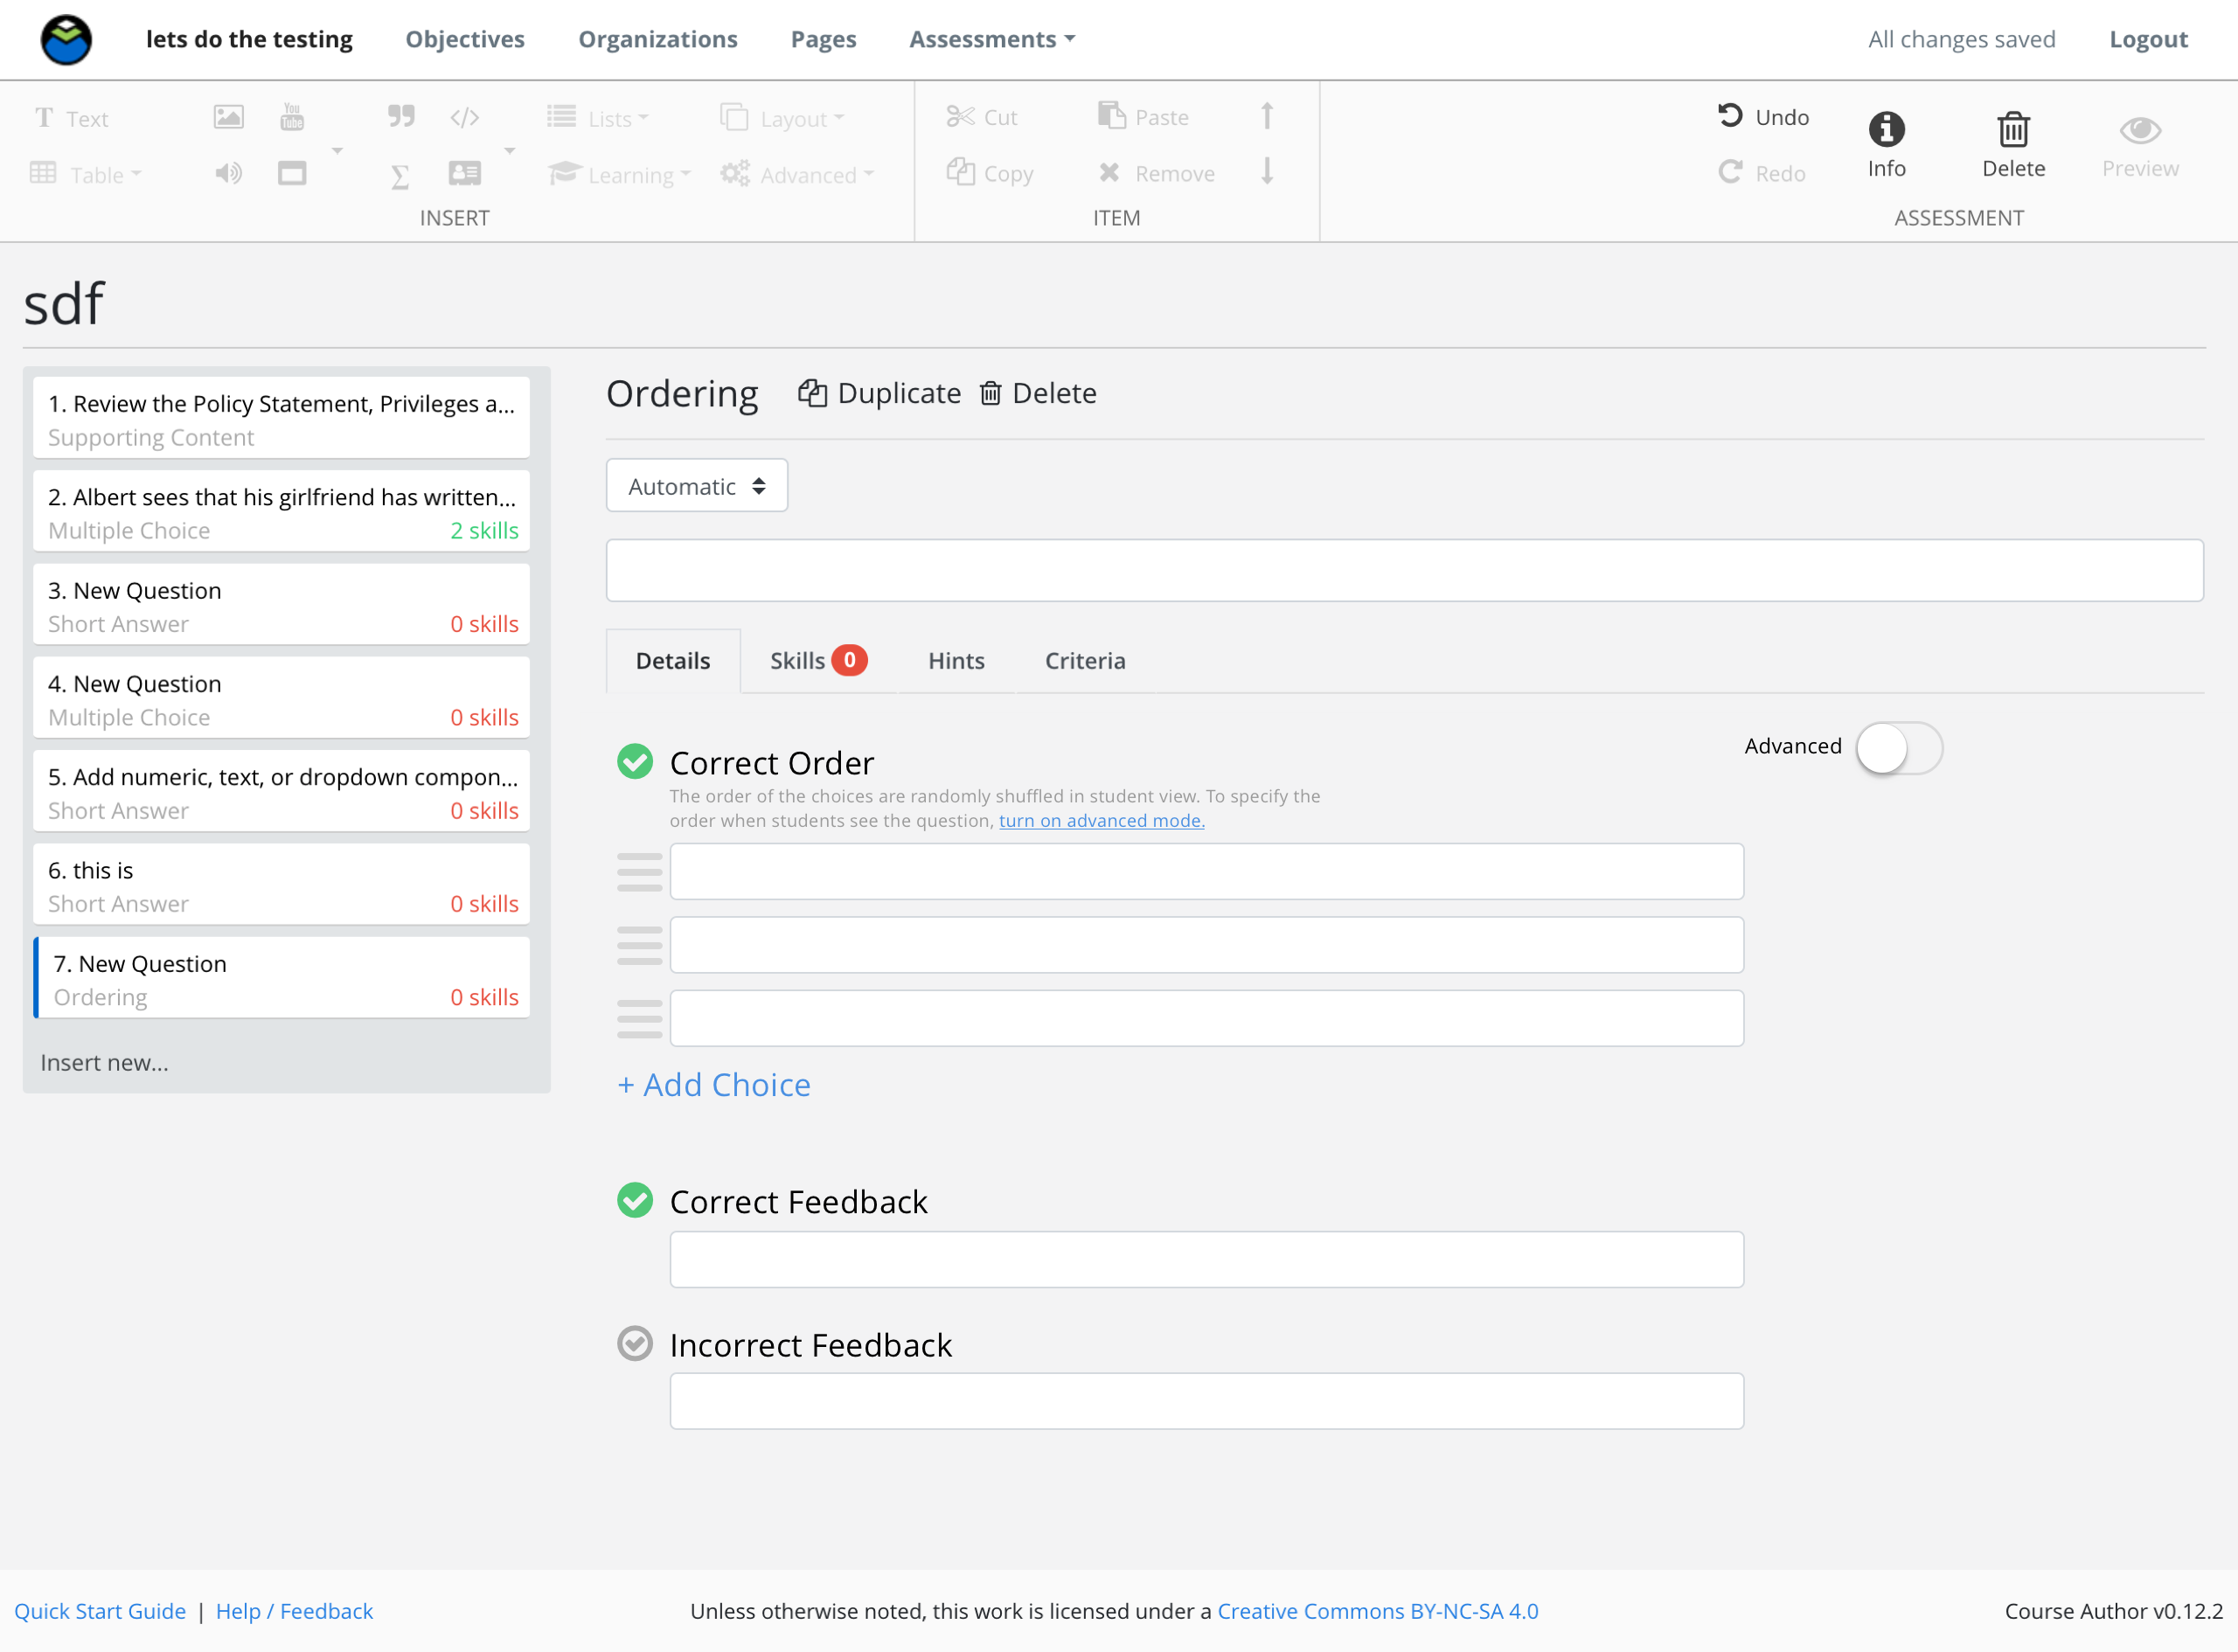 lets do the testing Objectives Organizations Pages Assessments All changes saved Logout
Text You Tube Lists Layout Cut Paste Undo
Table Learning Advanced Copy Remove Redo Info Delete Preview
INSERT ITEM ASSESSMENT
sdf
1. Review the Policy Statement, Privileges a...
Supporting Content
2. Albert sees that his girlfriend has written...
Multiple Choice 2 skills
3. New Question
Short Answer 0 skills
4. New Question
Multiple Choice 0 skills
5. Add numeric, text, or dropdown compon...
Short Answer 0 skills
6. this is
Short Answer 0 skills
7. New Question
Ordering 0 skills
Insert new...
Ordering Duplicate Delete
Automatic
Details Skills 0 Hints Criteria
Advanced
Correct Order
The order of the choices are randomly shuffled in student view. To specify the
order when students see the question, turn on advanced mode.
+ Add Choice
Correct Feedback
Incorrect Feedback
Quick Start Guide | Help / Feedback Unless otherwise noted, this work is licensed under a Creative Commons BY-NC-SA 4.0 Course Author v0.12.2